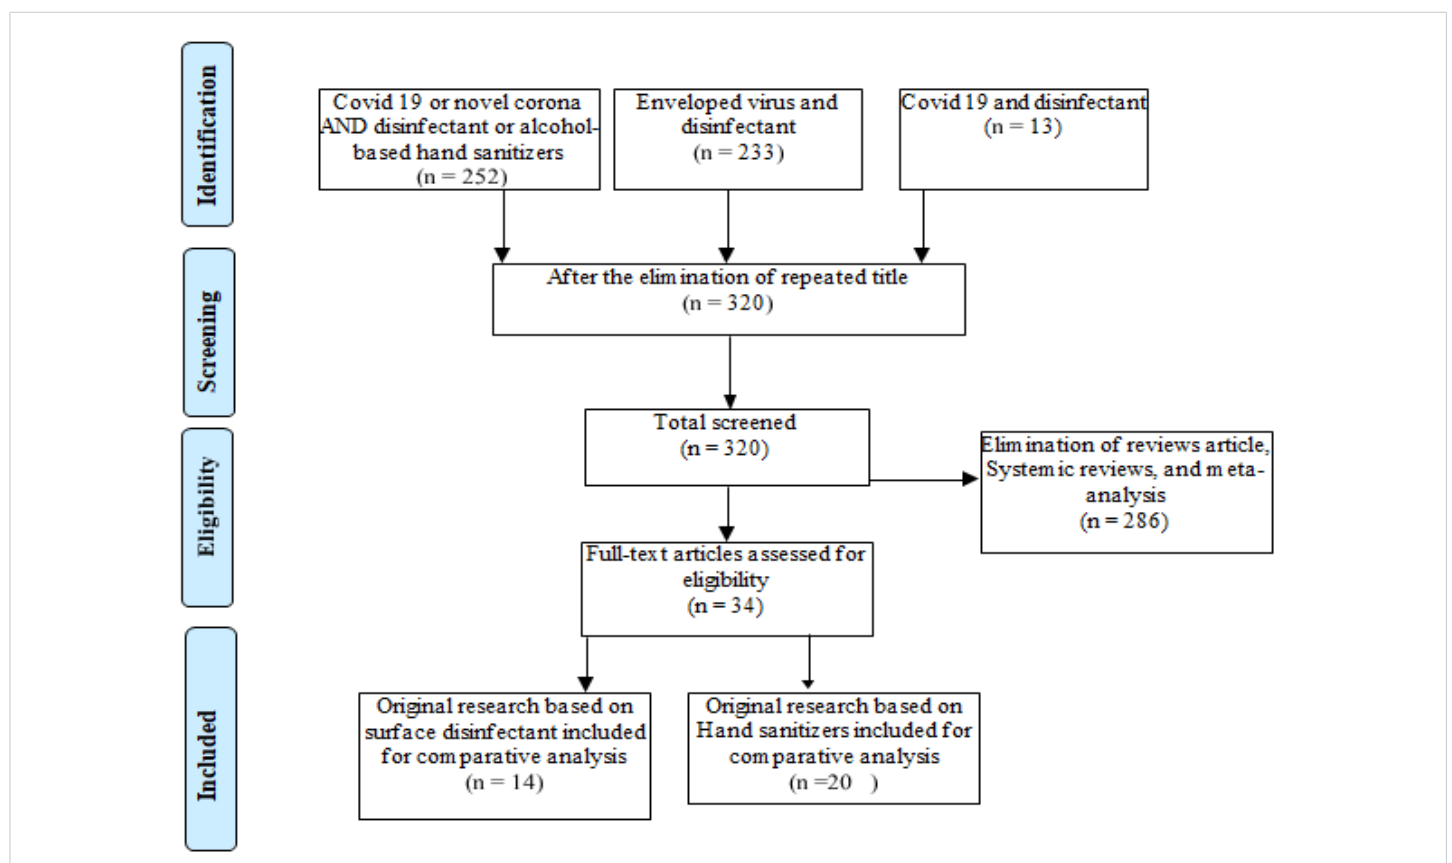 Identification
Covid 19 or novel corona
AND disinfectant or alcohol-
based hand sanitizers
(n = 252)
Enveloped virus and
disinfectant
(n = 233)
Covid 19 and disinfectant
(n = 13)
Screening
After the elimination of repeated title
(n = 320)
Total screened
(n = 320)
Eligibility
Elimination of reviews article,
Systemic reviews, and meta-
analysis
(n = 286)
Full-text articles assessed for
eligibility
(n = 34)
Included
Original research based on
surface disinfectant included
for comparative analysis
(n = 14)
Original research based on
Hand sanitizers included for
comparative analysis
(n =20 )